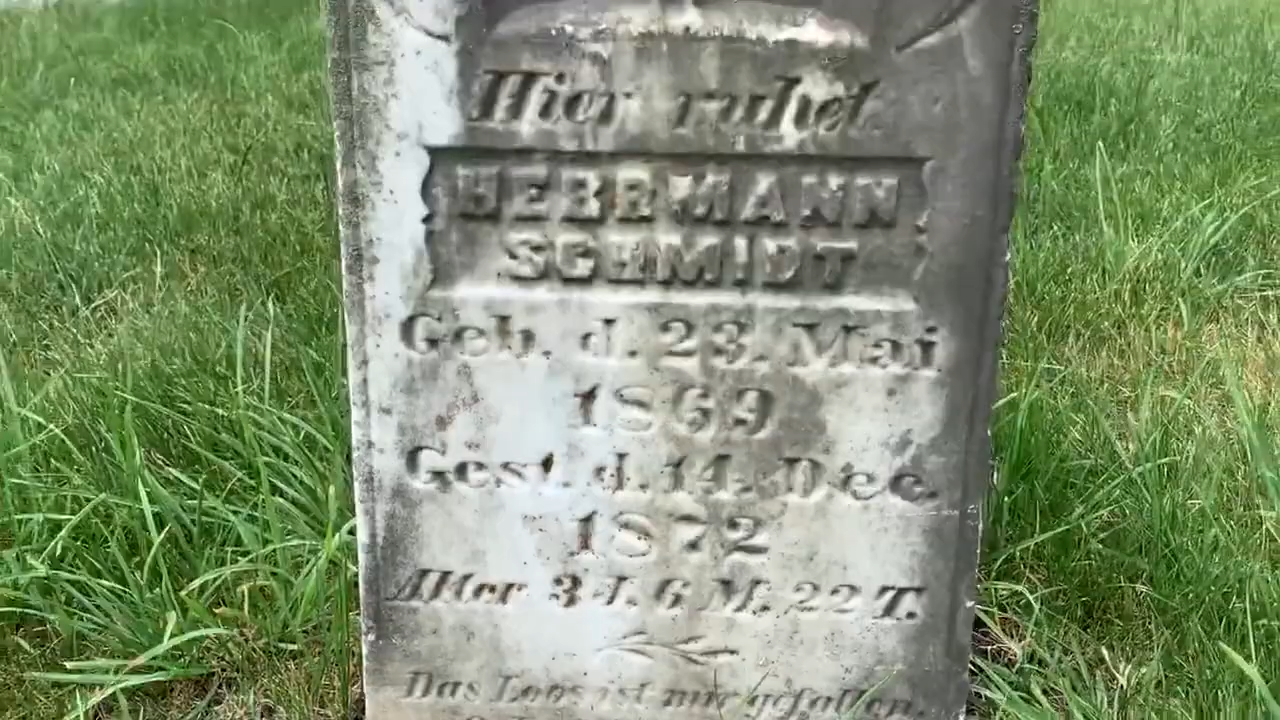 Hier ruhet
HERRMANN
SCHMIDT
Geb. d. 23. Mai
1869
Gest. d. 14. Dec.
1872
Alter 3 J. 6 M. 22 T.
Das Loos ist mir gefallen,